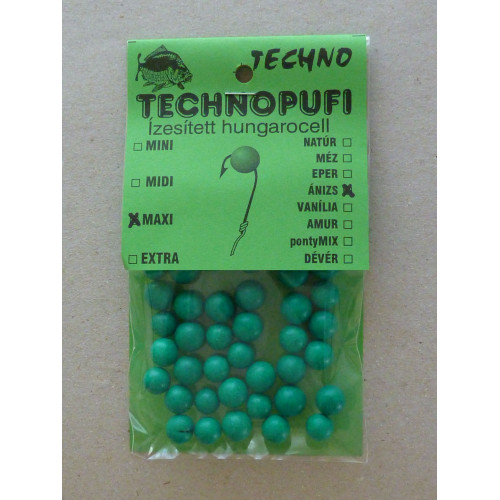 TECHNO
TECHNOPUFI
Ízesített hungarocell
MINI
MIDI
MAXI
EXTRA
NATÚR
MÉZ
EPER
ÁNIZS
VANÍLIA
AMUR
pontyMIX
DÉVÉR